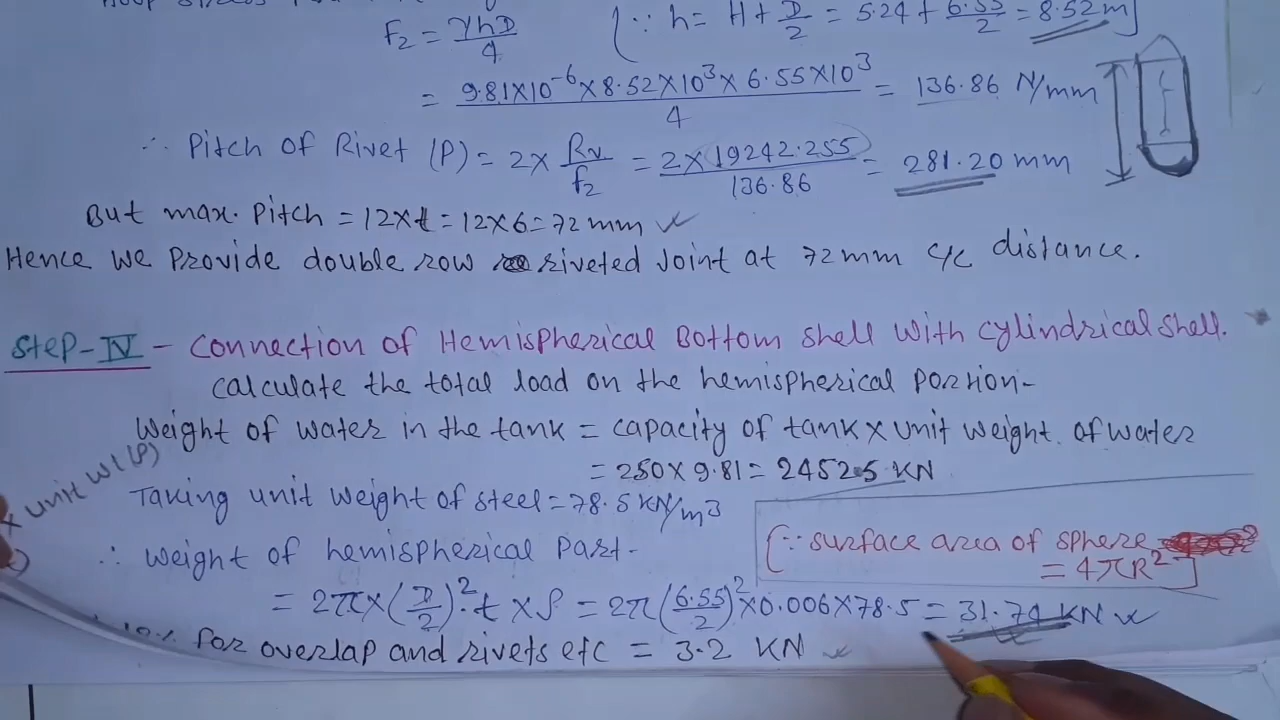 F₂ = γhD/4 [∵ h = H + D/2 = 5.24 + 6.55/2 = 8.52 m]
= 9.81×10⁻⁶×8.52×10³×6.55×10³/4 = 136.86 N/mm
∴ Pitch of Rivet (P) = 2× Rv/f₂ = 2×19242.255/136.86 = 281.20 mm
But max. Pitch = 12×t = 12×6 = 72 mm
Hence we Provide double row riveted Joint at 72 mm c/c distance.
Step-IV - Connection of Hemispherical Bottom shell with cylindrical shell.
calculate the total load on the hemispherical Portion-
Weight of water in the tank = capacity of tank × unit weight of water
= 250×9.81 = 2452.5 KN
× unit wt (ρ)
Taking unit weight of steel = 78.5 KN/m³
[∵ surface area of sphere
= 4πR²]
∴ weight of hemispherical Part-
= 2π×(D/2)².t×ρ = 2π(6.55/2)²×0.006×78.5 = 31.74 KN
10% for overlap and rivets etc = 3.2 KN